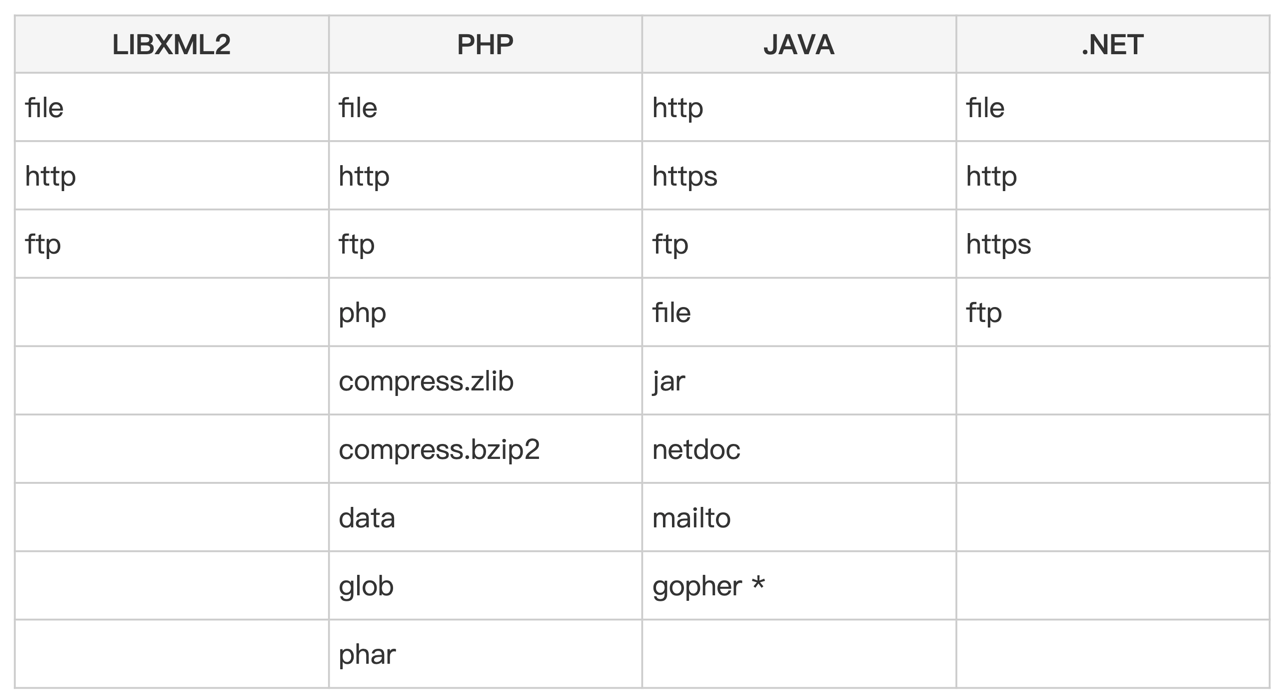 LIBXML2 PHP JAVA .NET
file file http file
http http https http
ftp ftp ftp https
php file ftp
compress.zlib jar
compress.bzip2 netdoc
data mailto
glob gopher *
phar